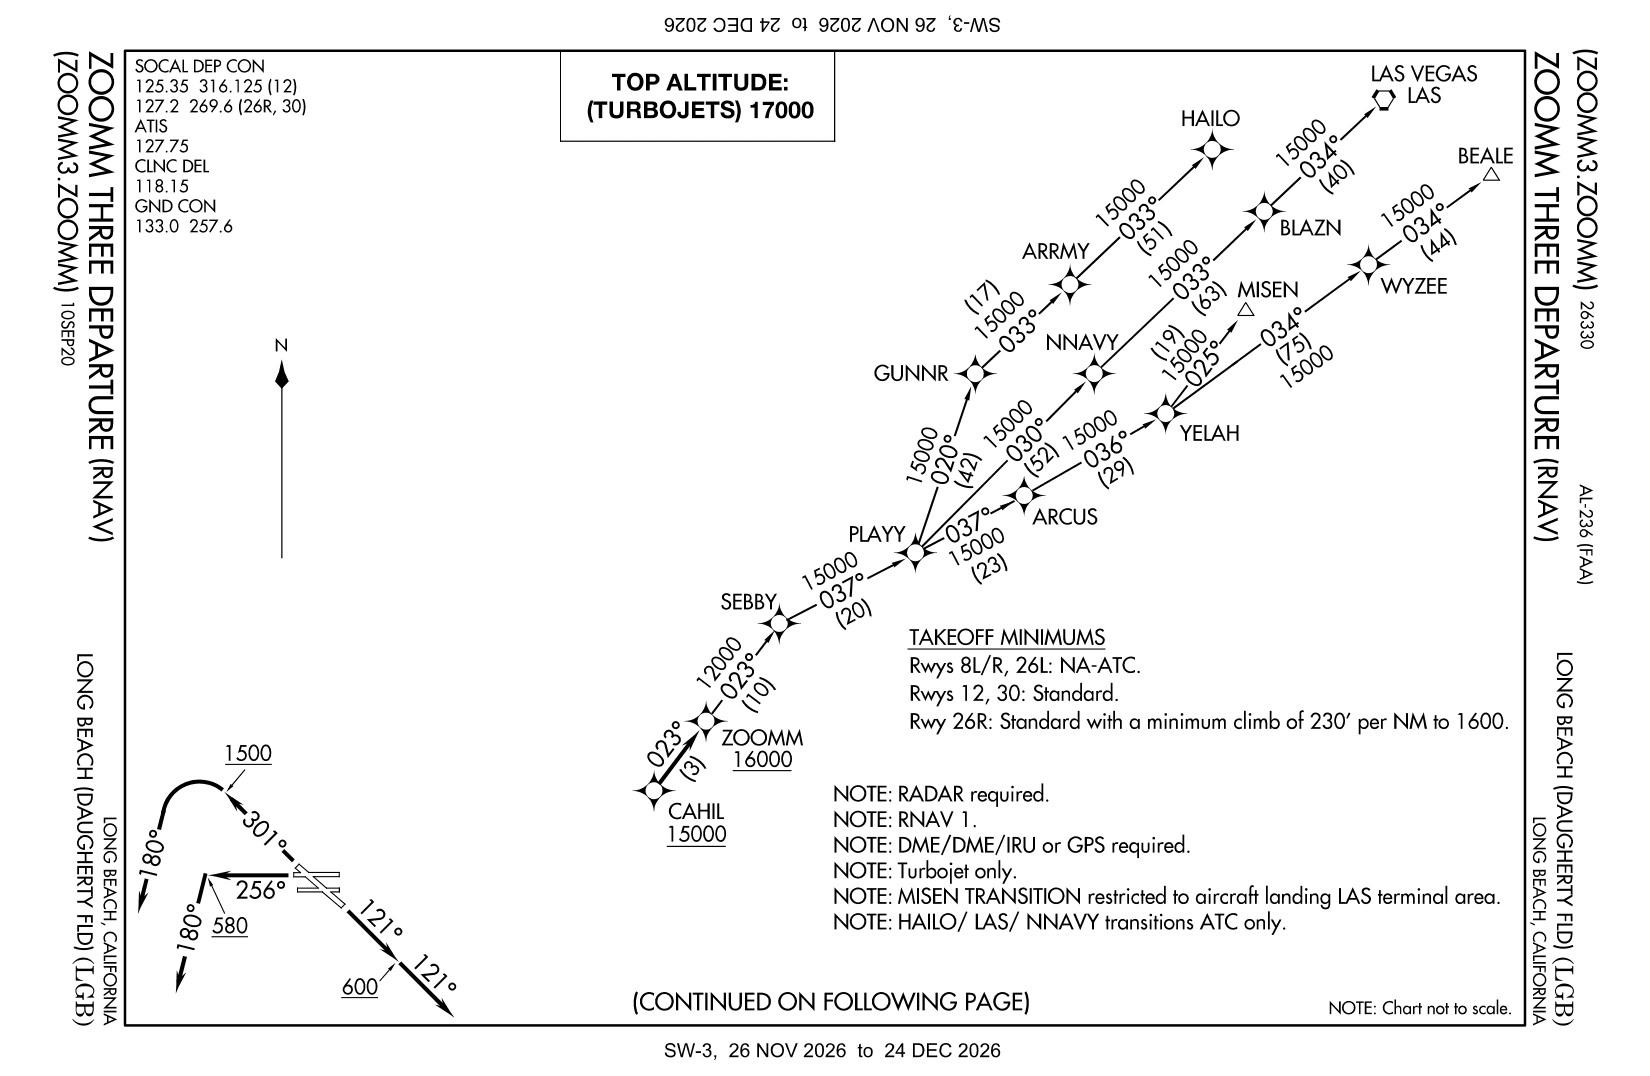 SW-3, 26 NOV 2026 to 24 DEC 2026
(ZOOMM3.ZOOMM) 10SEP20
ZOOMM THREE DEPARTURE (RNAV)
LONG BEACH (DAUGHERTY FLD) (LGB)
LONG BEACH, CALIFORNIA
SOCAL DEP CON
125.35 316.125 (12)
127.2 269.6 (26R, 30)
ATIS
127.75
CLNC DEL
118.15
GND CON
133.0 257.6
TOP ALTITUDE:
(TURBOJETS) 17000
LAS VEGAS
LAS
HAILO
15000
034°
(40)
BEALE
15000
033°
(51)
15000
034°
(44)
BLAZN
ARRMY
15000
033°
(63)
WYZEE
MISEN
(17)
15000
033°
034°
(75)
15000
(19)
15000
025°
NNAVY
GUNNR
N
15000
020°
(42)
15000
030°
(52)
15000
036°
(29)
YELAH
ARCUS
PLAYY
037°
15000
(23)
15000
037°
(20)
SEBBY
12000
023°
(10)
ZOOMM
16000
023°
(3)
CAHIL
15000
TAKEOFF MINIMUMS
Rwys 8L/R, 26L: NA-ATC.
Rwys 12, 30: Standard.
Rwy 26R: Standard with a minimum climb of 230' per NM to 1600.
1500
301°
180°
256°
580
180°
121°
600
121°
NOTE: RADAR required.
NOTE: RNAV 1.
NOTE: DME/DME/IRU or GPS required.
NOTE: Turbojet only.
NOTE: MISEN TRANSITION restricted to aircraft landing LAS terminal area.
NOTE: HAILO/ LAS/ NNAVY transitions ATC only.
(CONTINUED ON FOLLOWING PAGE)
NOTE: Chart not to scale.
(ZOOMM3.ZOOMM) 26330
ZOOMM THREE DEPARTURE (RNAV)
AL-236 (FAA)
LONG BEACH (DAUGHERTY FLD) (LGB)
LONG BEACH, CALIFORNIA
SW-3, 26 NOV 2026 to 24 DEC 2026